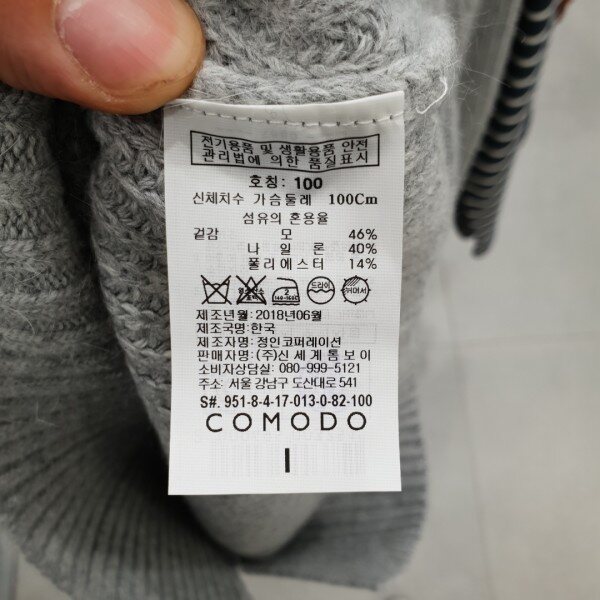 전기용품 및 생활용품 안전
관리법에 의한 품질표시
호칭: 100
신체치수 가슴둘레 100Cm
섬유의 혼용율
겉감 모 46%
나 일 론 40%
폴리에스터 14%
드라이
제조년월: 2018년06월
제조국명: 한국
제조자명: 정인코퍼레이션
판매자명: (주)신세계톰보이
소비자상담실: 080-999-5121
주소: 서울 강남구 도산대로 541
S#. 951-8-4-17-013-0-82-100
COMODO
I